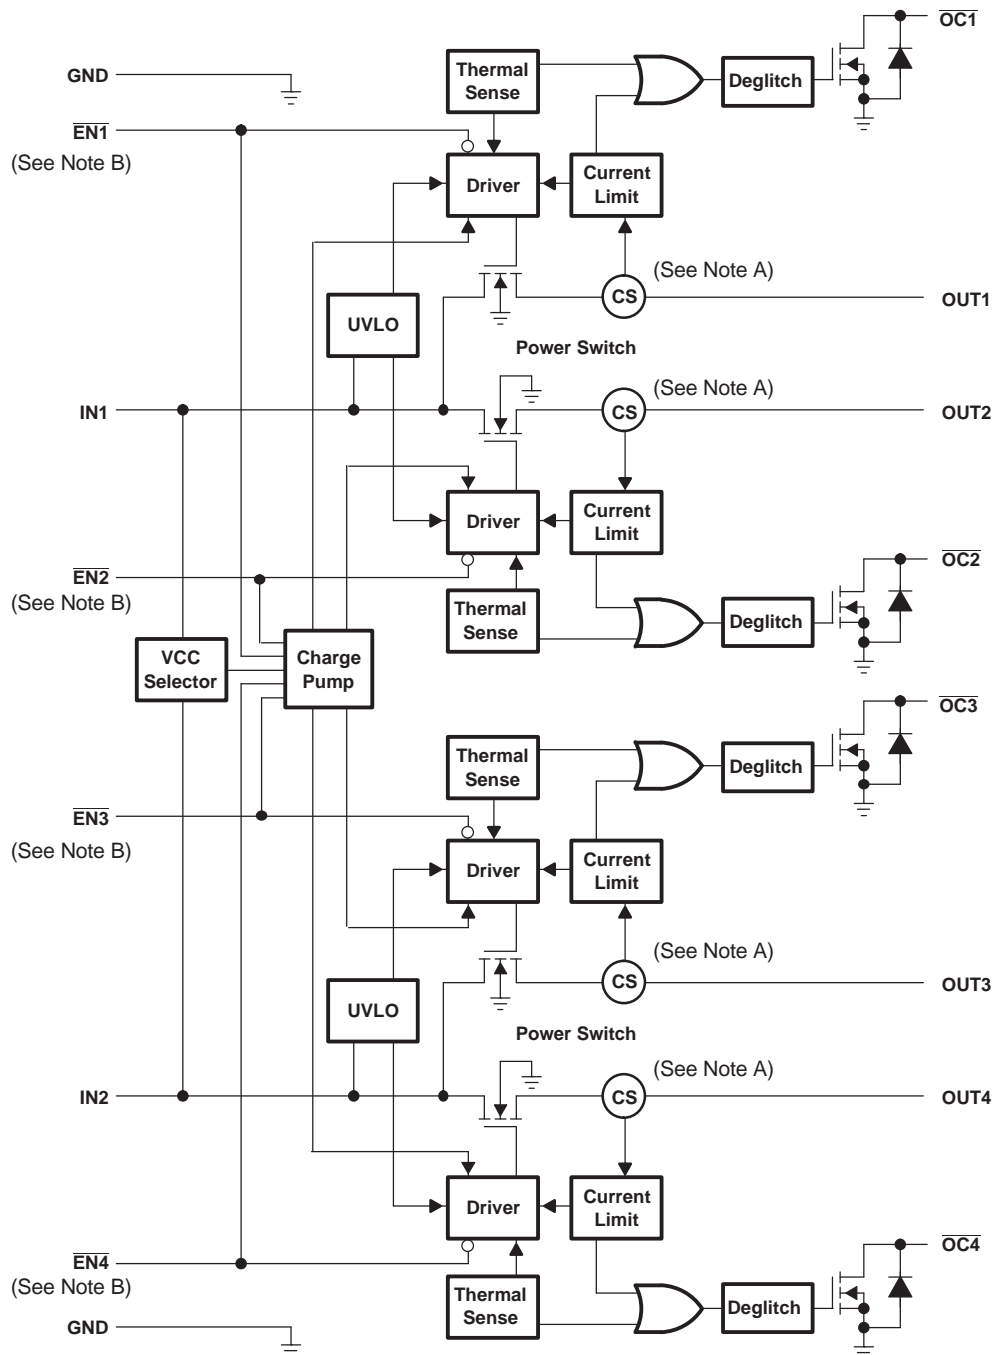 OC1
Thermal
Sense
Deglitch
GND
EN1
(See Note B)
Driver
Current
Limit
(See Note A)
CS
OUT1
UVLO
Power Switch
(See Note A)
IN1
CS
OUT2
Driver
Current
Limit
OC2
EN2
(See Note B)
Thermal
Sense
Deglitch
VCC
Selector
Charge
Pump
OC3
Thermal
Sense
Deglitch
EN3
(See Note B)
Driver
Current
Limit
(See Note A)
CS
OUT3
UVLO
Power Switch
(See Note A)
IN2
CS
OUT4
Driver
Current
Limit
OC4
EN4
(See Note B)
Thermal
Sense
Deglitch
GND